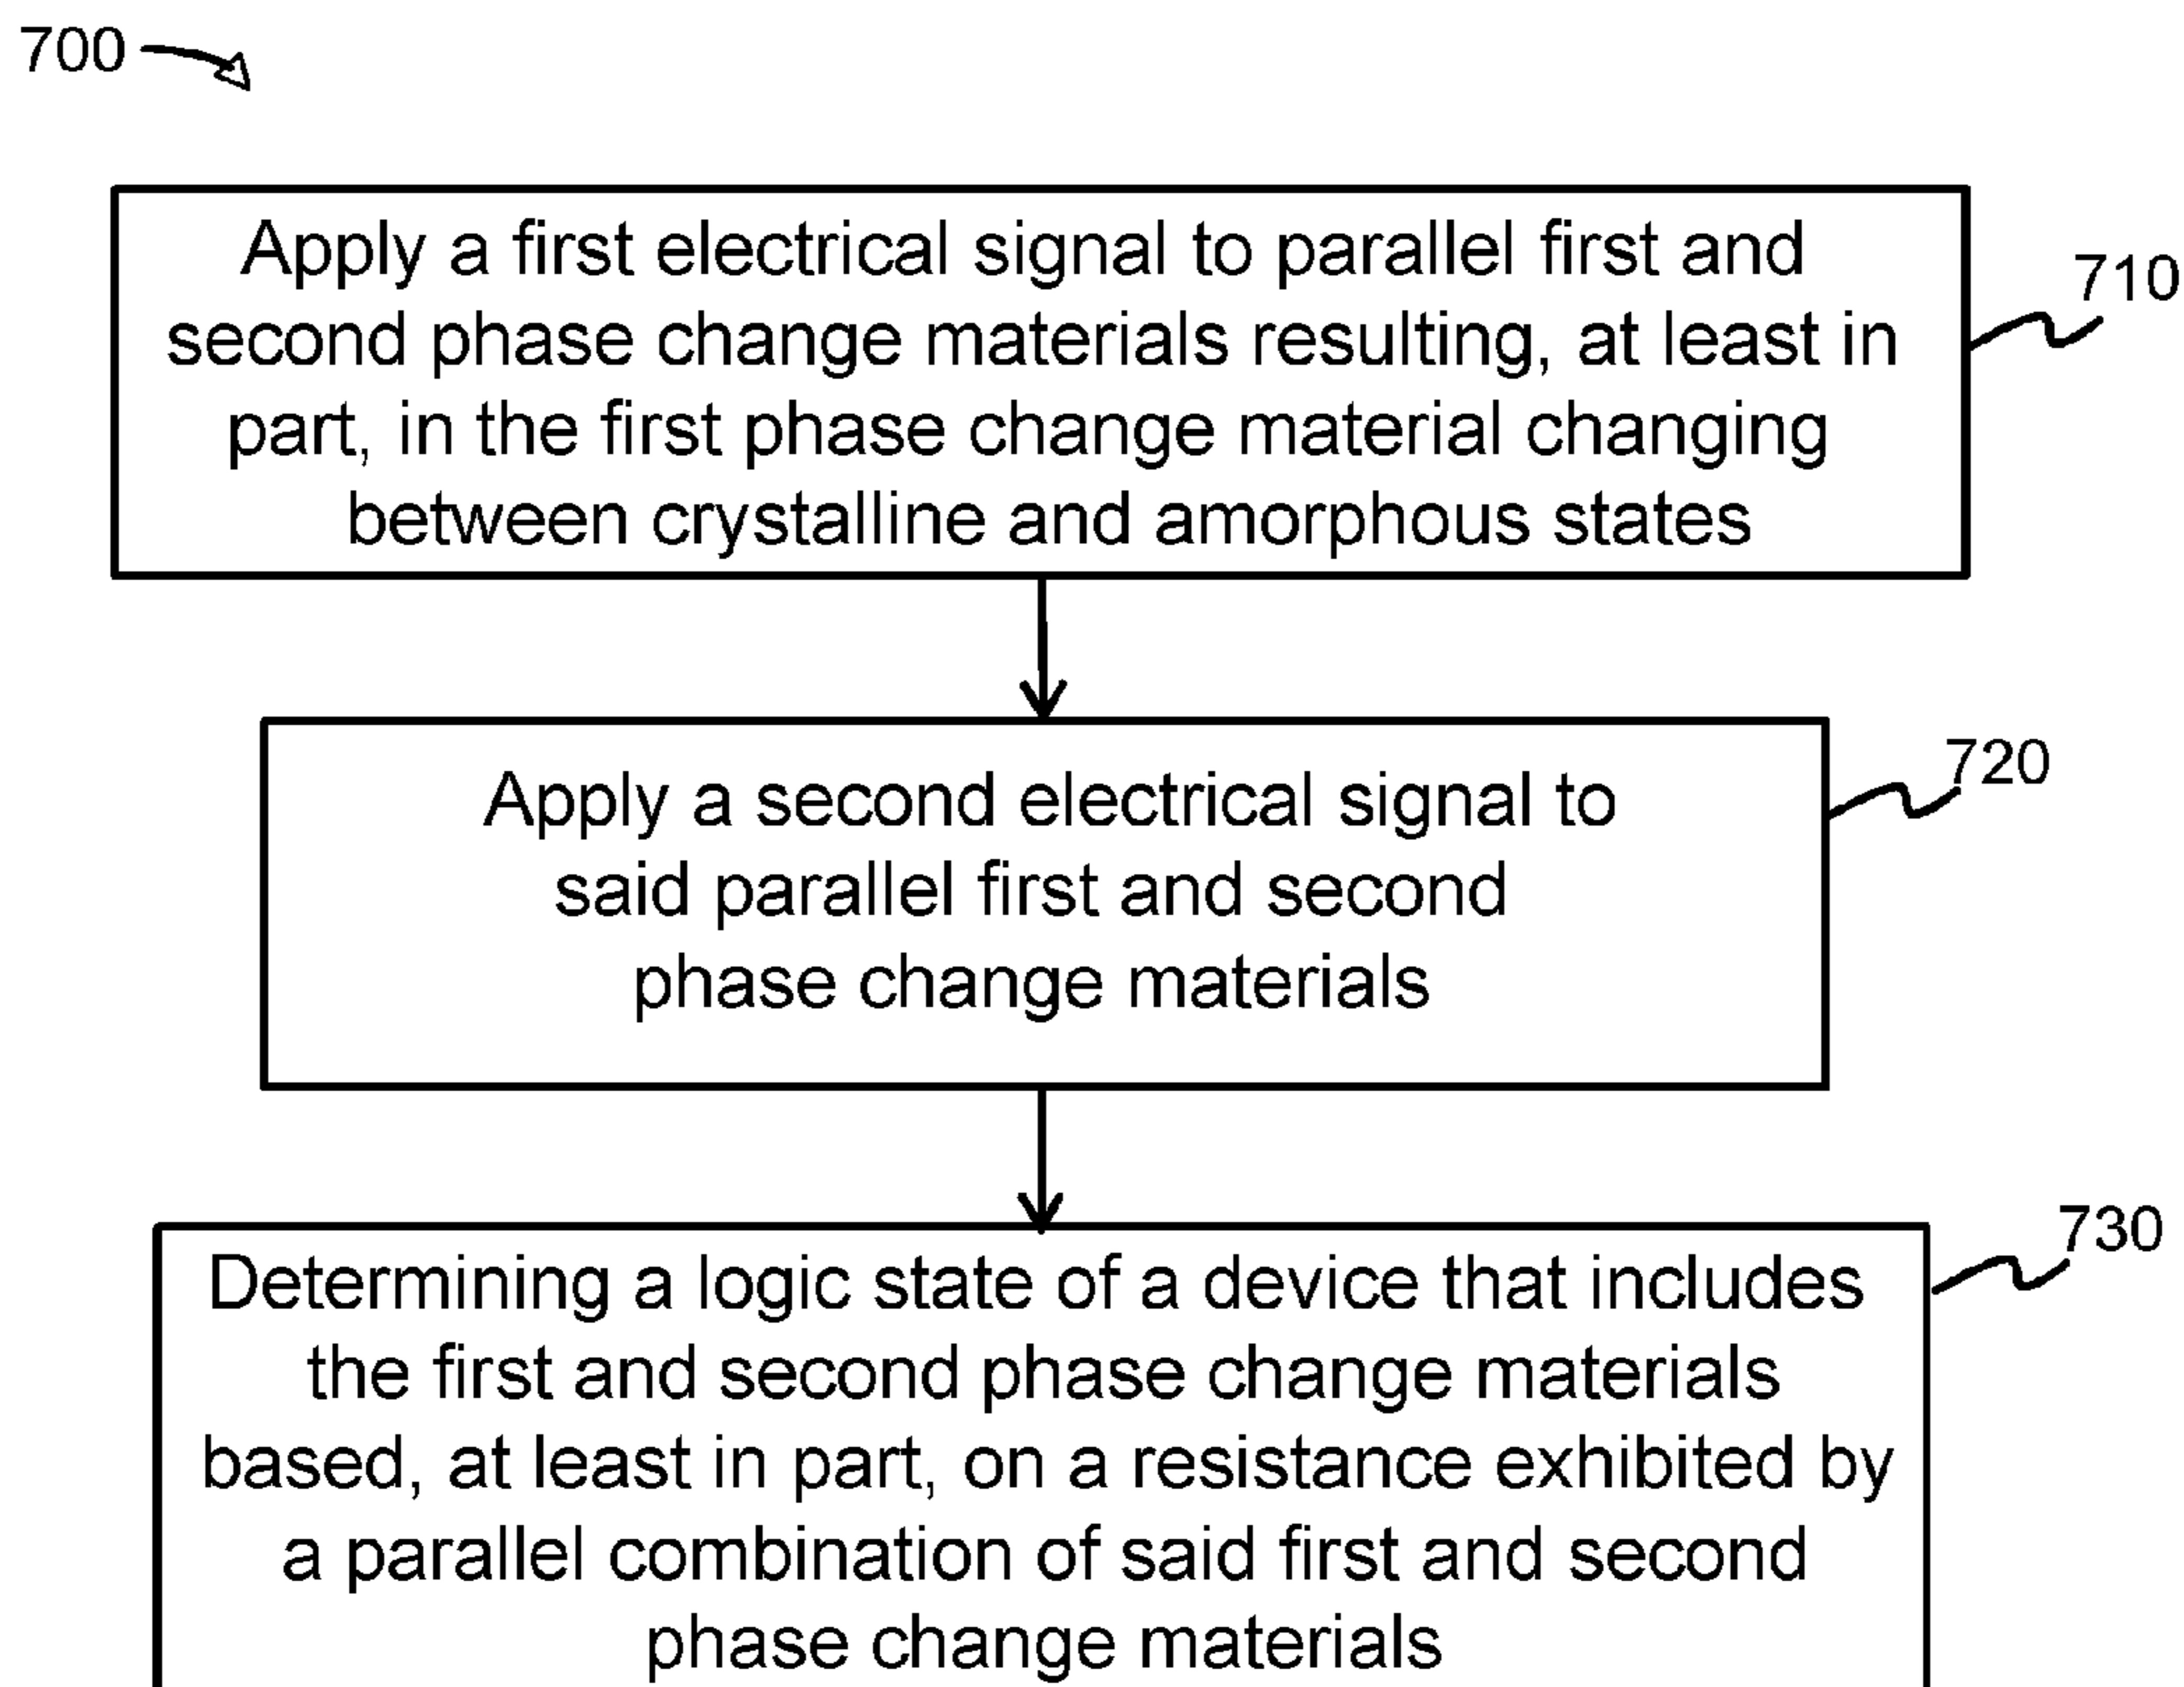 700
Apply a first electrical signal to parallel first and
second phase change materials resulting, at least in
part, in the first phase change material changing
between crystalline and amorphous states
710
Apply a second electrical signal to
said parallel first and second
phase change materials
720
Determining a logic state of a device that includes
the first and second phase change materials
based, at least in part, on a resistance exhibited by
a parallel combination of said first and second
phase change materials
730